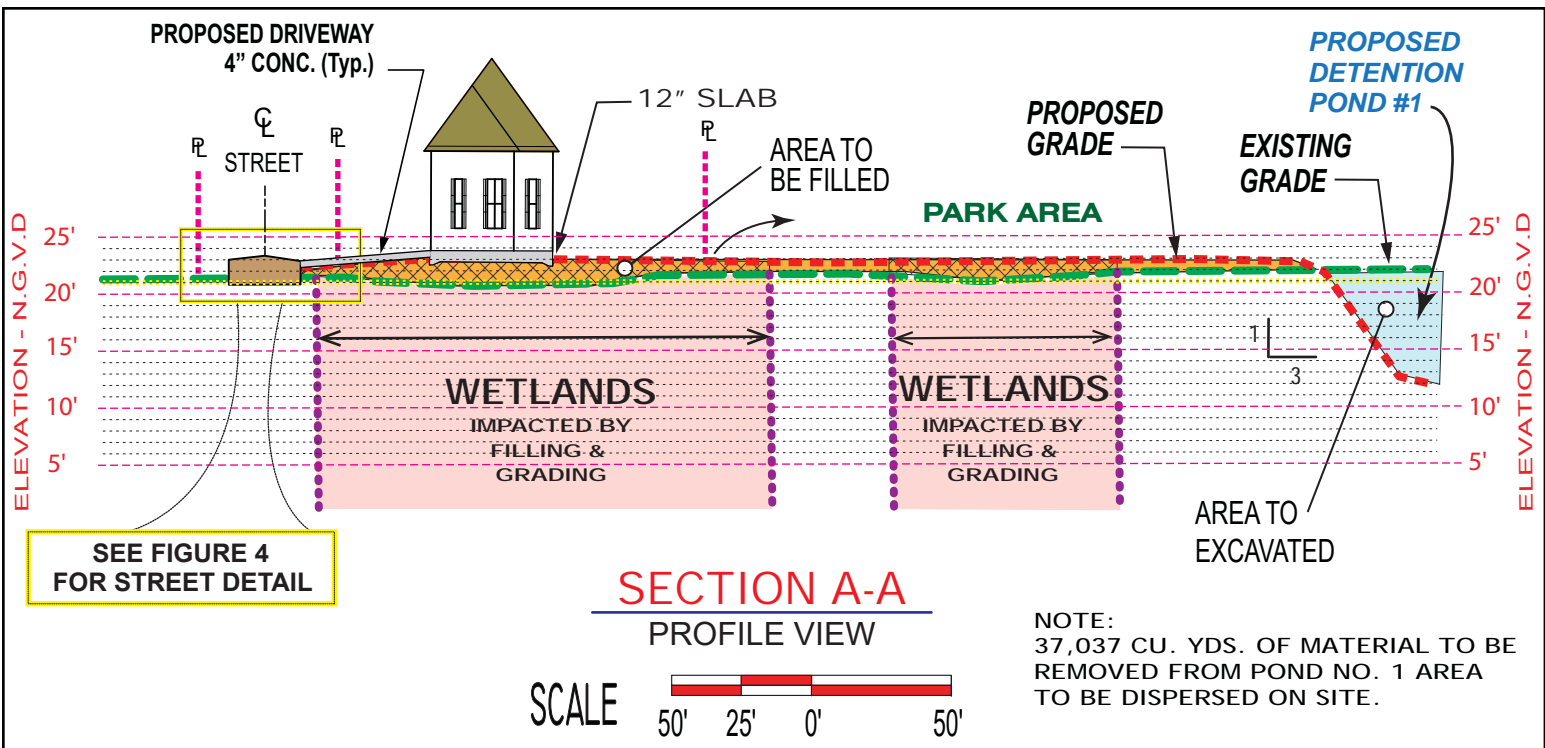 PROPOSED DRIVEWAY
4” CONC. (Typ.)
℄
STREET
℄
℄
12” SLAB
℄
AREA TO
BE FILLED
PROPOSED
GRADE
EXISTING
GRADE
PROPOSED
DETENTION
POND #1
PARK AREA
ELEVATION - N.G.V.D
25'
20'
15'
10'
5'
25'
20'
15'
10'
5'
ELEVATION - N.G.V.D
WETLANDS
IMPACTED BY
FILLING &
GRADING
WETLANDS
IMPACTED BY
FILLING &
GRADING
1
3
AREA TO
EXCAVATED
SEE FIGURE 4
FOR STREET DETAIL
SECTION A-A
PROFILE VIEW
SCALE
50' 25' 0' 50'
NOTE:
37,037 CU. YDS. OF MATERIAL TO BE
REMOVED FROM POND NO. 1 AREA
TO BE DISPERSED ON SITE.